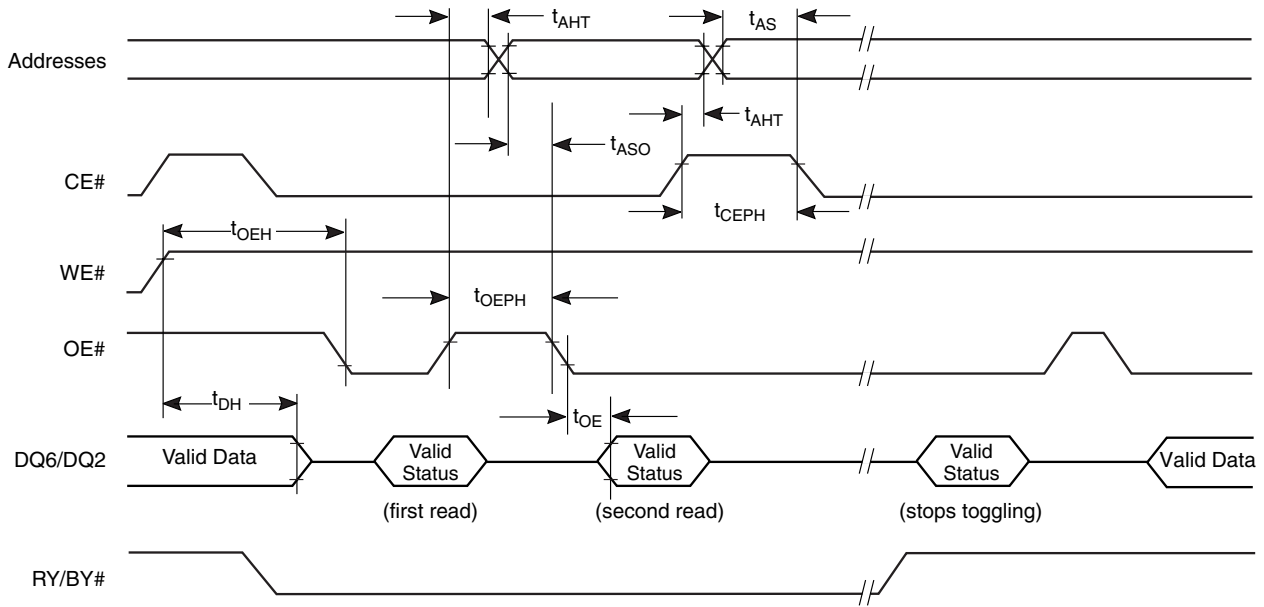 tAHT
tAS
Addresses
tAHT
tASO
CE#
tCEPH
tOEH
WE#
tOEPH
OE#
tDH
tOE
DQ6/DQ2
Valid Data
Valid
Status
Valid
Status
Valid
Status
Valid Data
(first read)
(second read)
(stops toggling)
RY/BY#